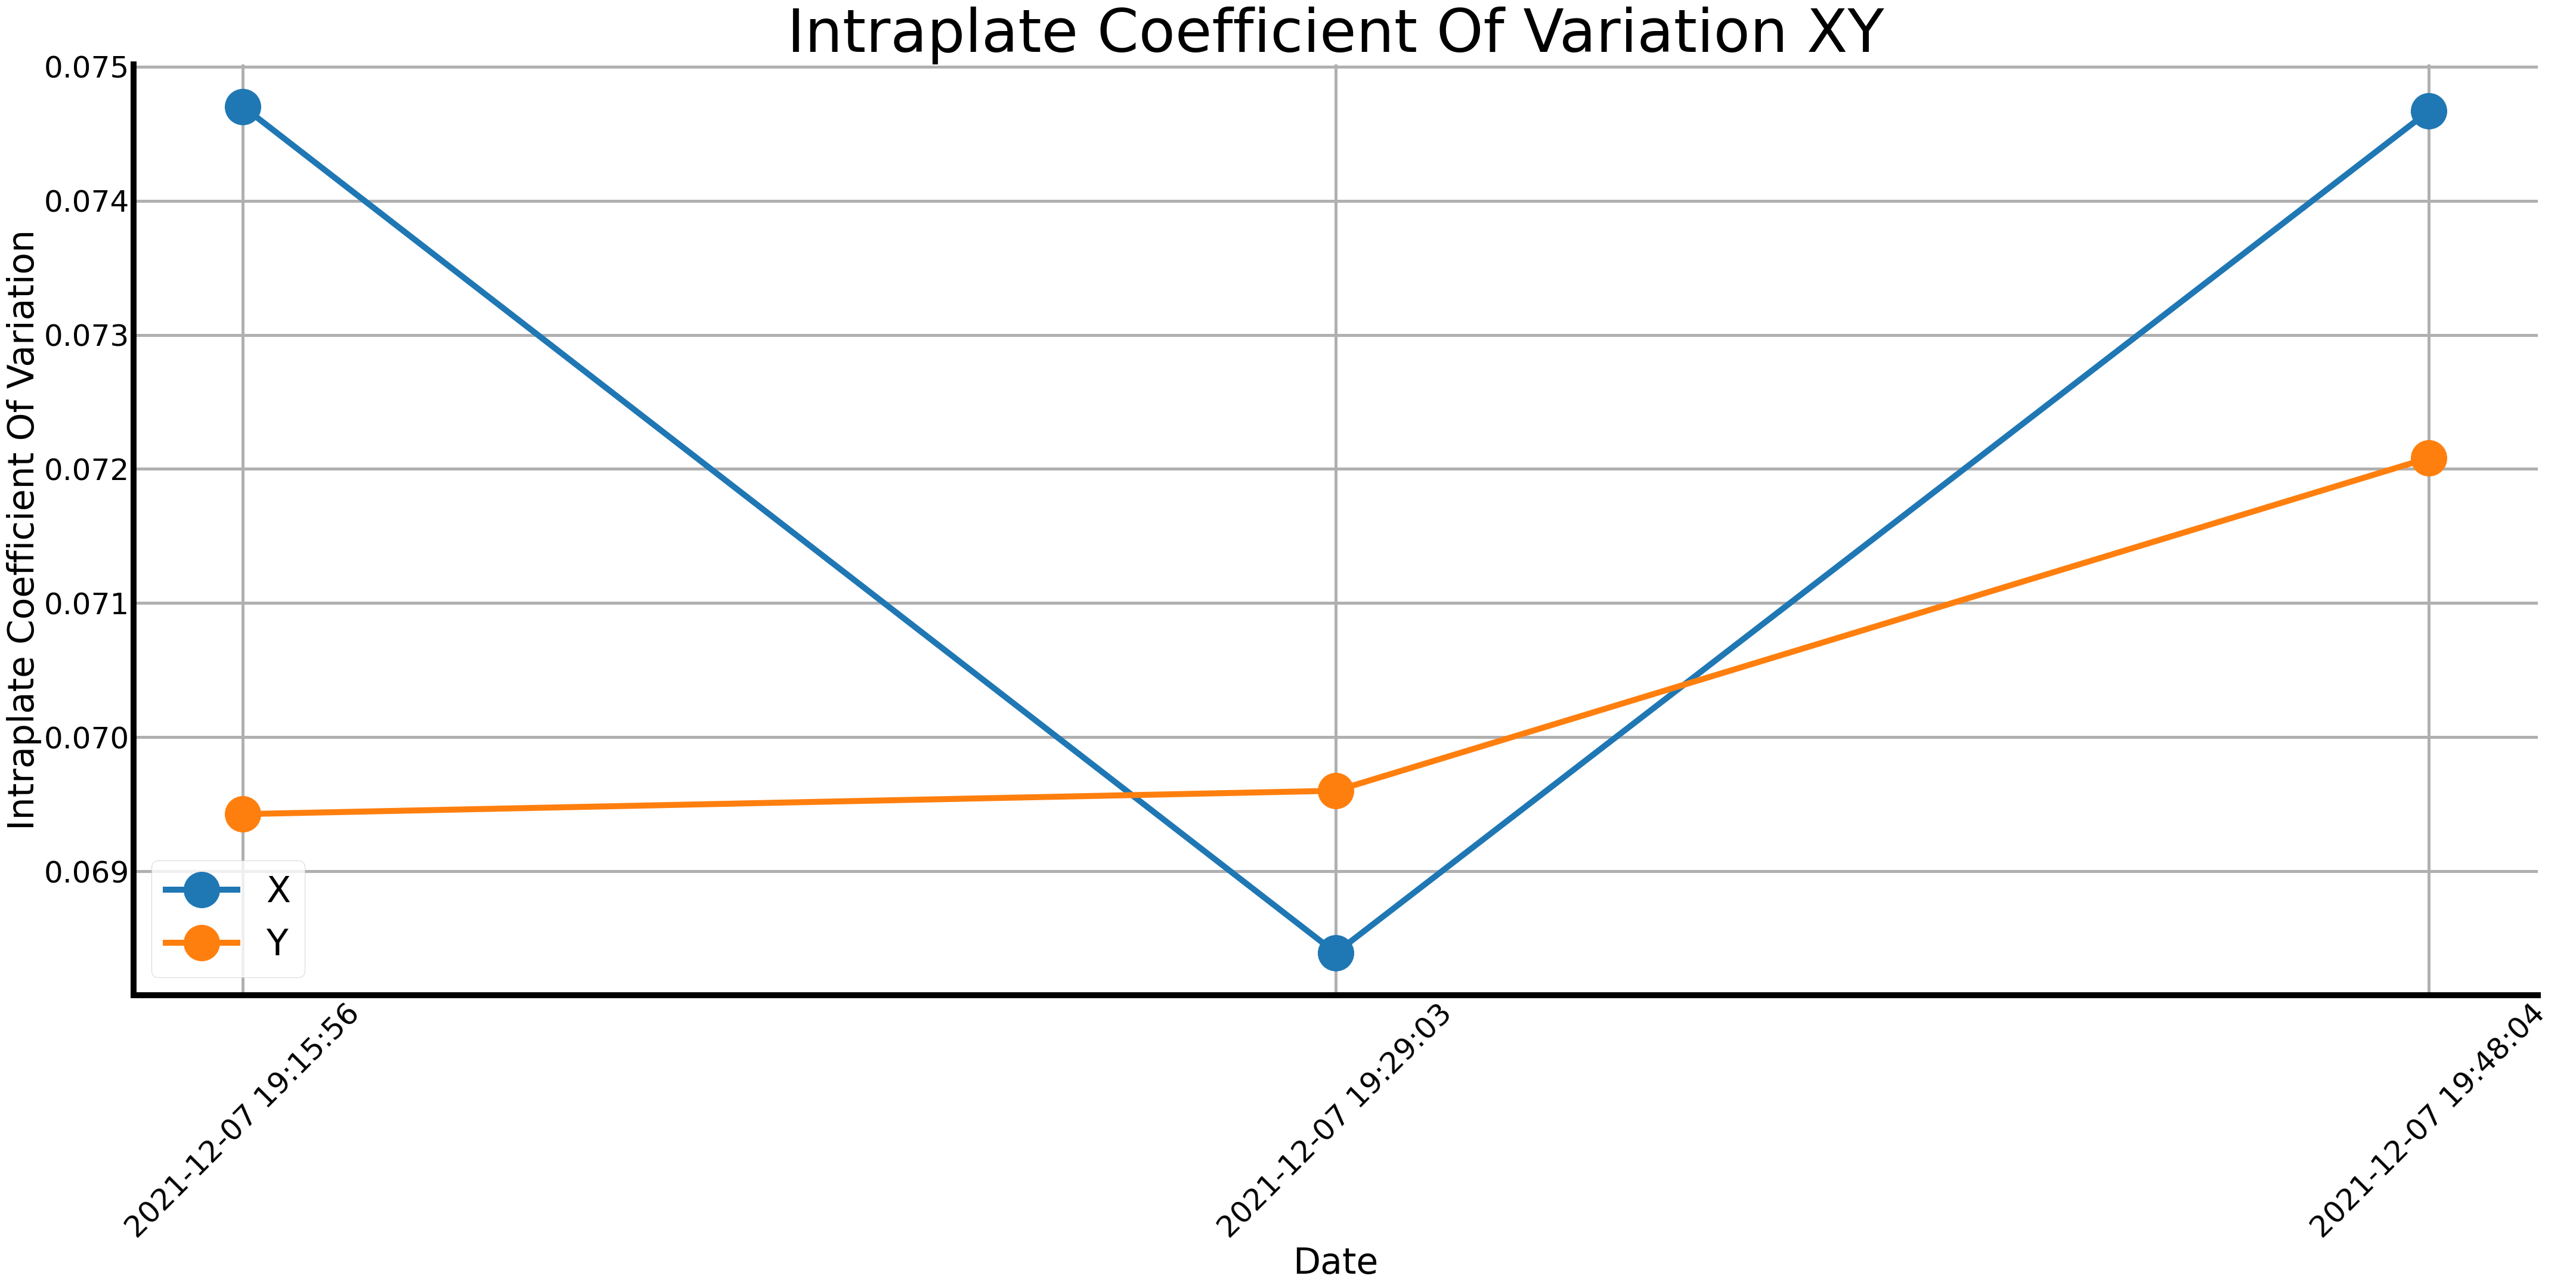 Intraplate Coefficient Of Variation XY
Intraplate Coefficient Of Variation
0.075
0.074
0.073
0.072
0.071
0.070
0.069
X
Y
2021-12-07 19:15:56
2021-12-07 19:29:03
2021-12-07 19:48:04
Date